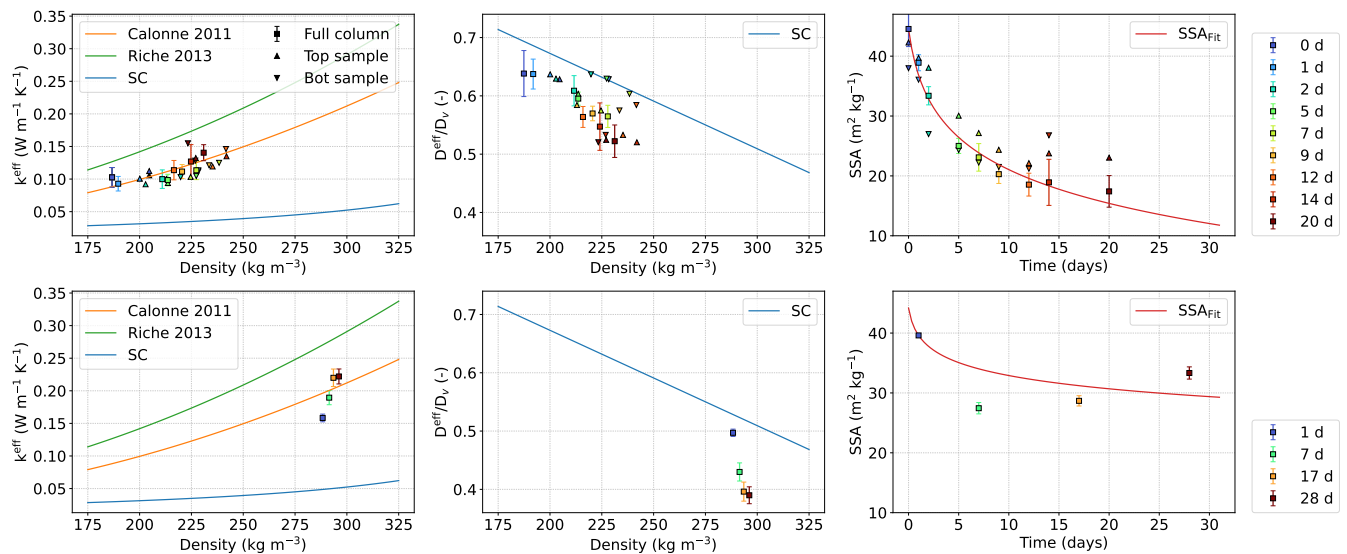 0.35
0.30
0.25
0.20
0.15
0.10
0.05
k^eff (W m⁻¹ K⁻¹)
Calonne 2011
Riche 2013
SC
Full column
Top sample
Bot sample
175 200 225 250 275 300 325
Density (kg m⁻³)
0.7
0.6
0.5
0.4
D^eff/D_v (-)
SC
175 200 225 250 275 300 325
Density (kg m⁻³)
40
30
20
10
SSA (m² kg⁻¹)
SSA_Fit
0 5 10 15 20 25 30
Time (days)
0 d
1 d
2 d
5 d
7 d
9 d
12 d
14 d
20 d
0.35
0.30
0.25
0.20
0.15
0.10
0.05
k^eff (W m⁻¹ K⁻¹)
Calonne 2011
Riche 2013
SC
175 200 225 250 275 300 325
Density (kg m⁻³)
0.7
0.6
0.5
0.4
D^eff/D_v (-)
SC
175 200 225 250 275 300 325
Density (kg m⁻³)
40
30
20
10
SSA (m² kg⁻¹)
SSA_Fit
0 5 10 15 20 25 30
Time (days)
1 d
7 d
17 d
28 d